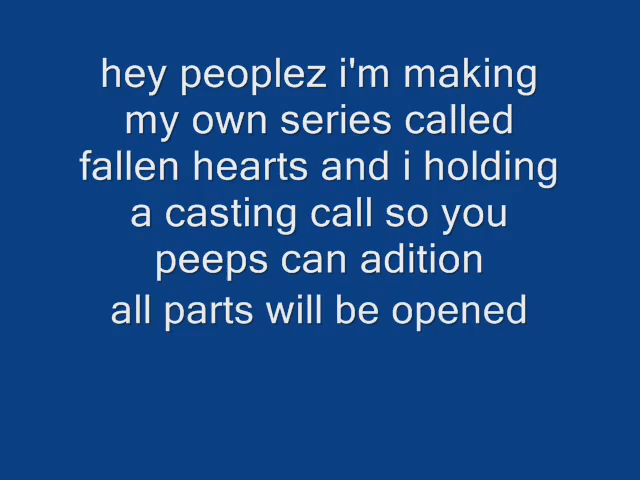 hey peoplez i'm making
my own series called
fallen hearts and i holding
a casting call so you
peeps can adition
all parts will be opened